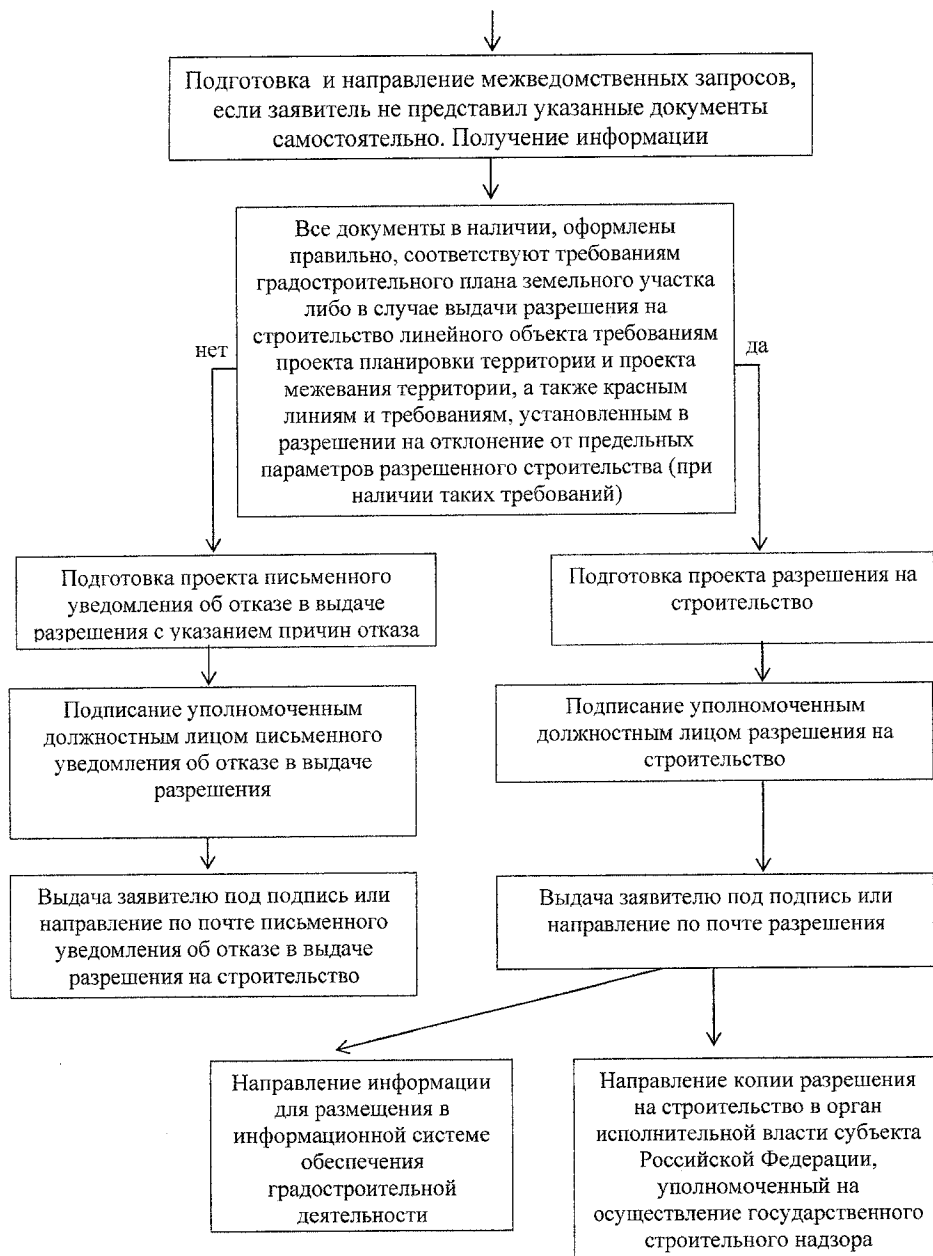 Подготовка и направление межведомственных запросов,
если заявитель не представил указанные документы
самостоятельно. Получение информации
Все документы в наличии, оформлены
правильно, соответствуют требованиям
градостроительного плана земельного участка
либо в случае выдачи разрешения на
строительство линейного объекта требованиям
проекта планировки территории и проекта
межевания территории, а также красным
линиям и требованиям, установленным в
разрешении на отклонение от предельных
параметров разрешенного строительства (при
наличии таких требований)
нет
да
Подготовка проекта письменного
уведомления об отказе в выдаче
разрешения с указанием причин отказа
Подготовка проекта разрешения на
строительство
Подписание уполномоченным
должностным лицом письменного
уведомления об отказе в выдаче
разрешения
Подписание уполномоченным
должностным лицом разрешения на
строительство
Выдача заявителю под подпись или
направление по почте письменного
уведомления об отказе в выдаче
разрешения на строительство
Выдача заявителю под подпись или
направление по почте разрешения
Направление информации
для размещения в
информационной системе
обеспечения
градостроительной
деятельности
Направление копии разрешения
на строительство в орган
исполнительной власти субъекта
Российской Федерации,
уполномоченный на
осуществление государственного
строительного надзора